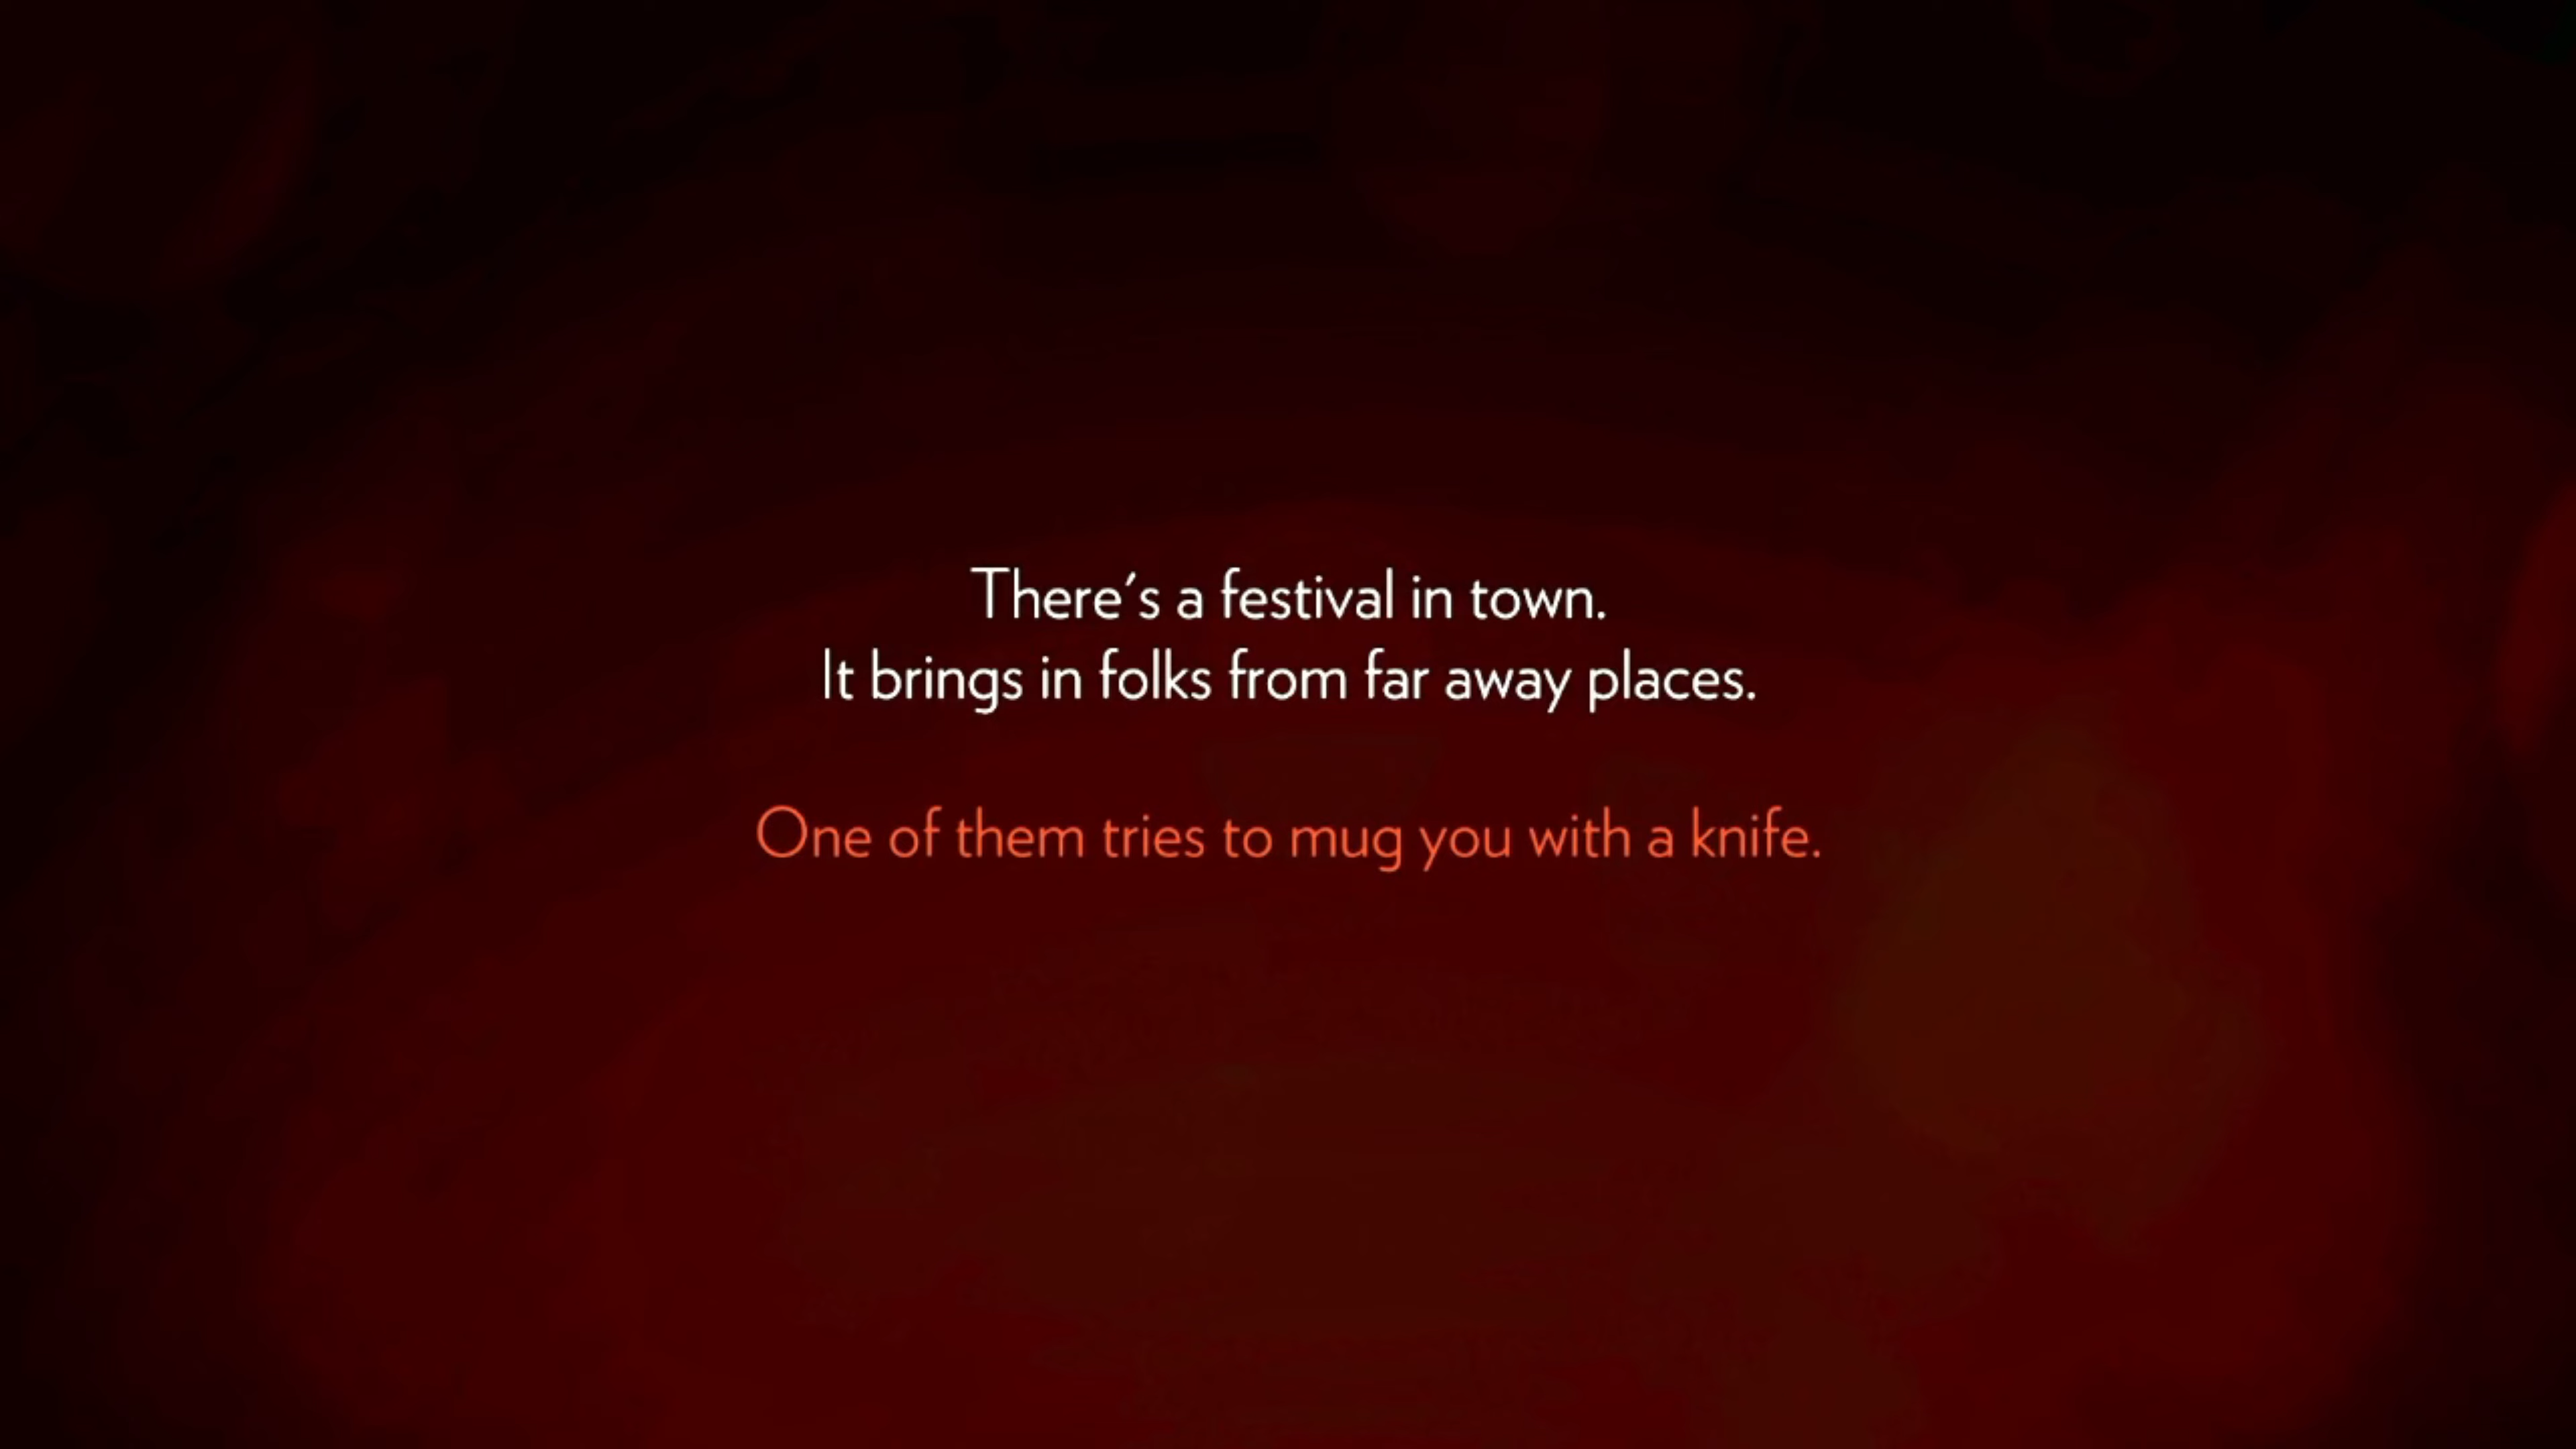 There's a festival in town.
It brings in folks from far away places.
One of them tries to mug you with a knife.